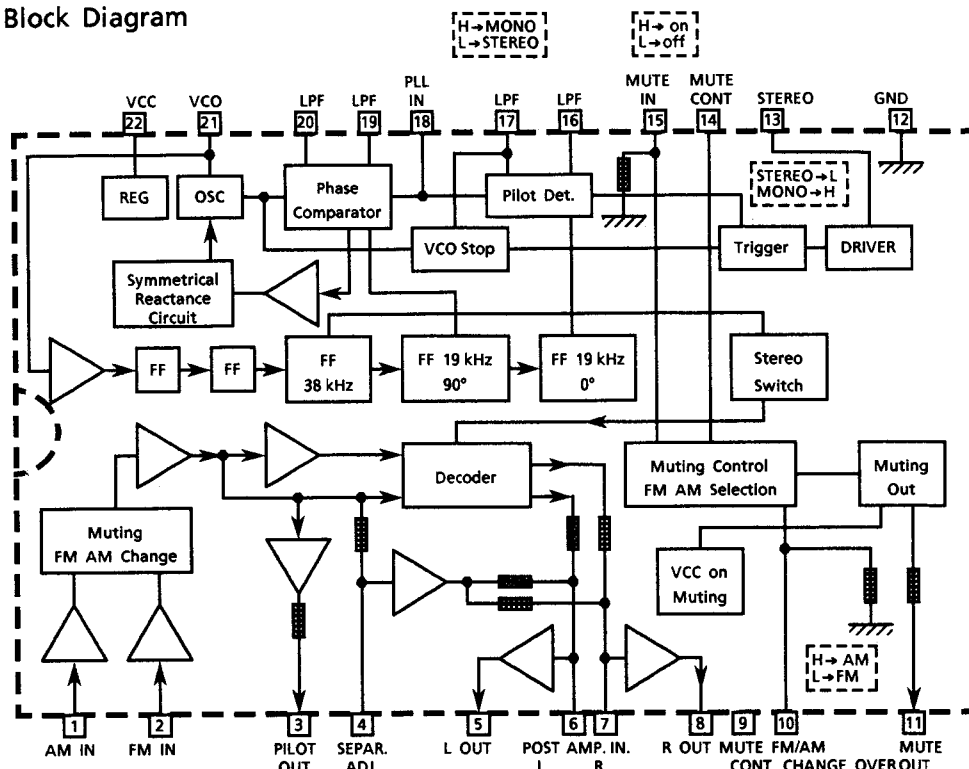 Block Diagram
H→MONO
L→STEREO
H→on
L→off
VCC
VCO
LPF
LPF
PLL
IN
LPF
LPF
MUTE
IN
MUTE
CONT
STEREO
GND
22
21
20
19
18
17
16
15
14
13
12
REG
OSC
Phase
Comparator
Pilot Det.
STEREO→L
MONO→H
VCO Stop
Trigger
DRIVER
Symmetrical
Reactance
Circuit
FF
FF
FF
38 kHz
FF 19 kHz
90°
FF 19 kHz
0°
Stereo
Switch
Decoder
Muting Control
FM AM Selection
Muting
Out
Muting
FM AM Change
VCC on
Muting
H→AM
L→FM
1
2
3
4
5
6
7
8
9
10
11
AM IN
FM IN
PILOT
OUT
SEPAR.
ADJ
L OUT
POST AMP. IN.
L
R
R OUT
MUTE
CONT
FM/AM
CHANGE OVER
MUTE
OUT